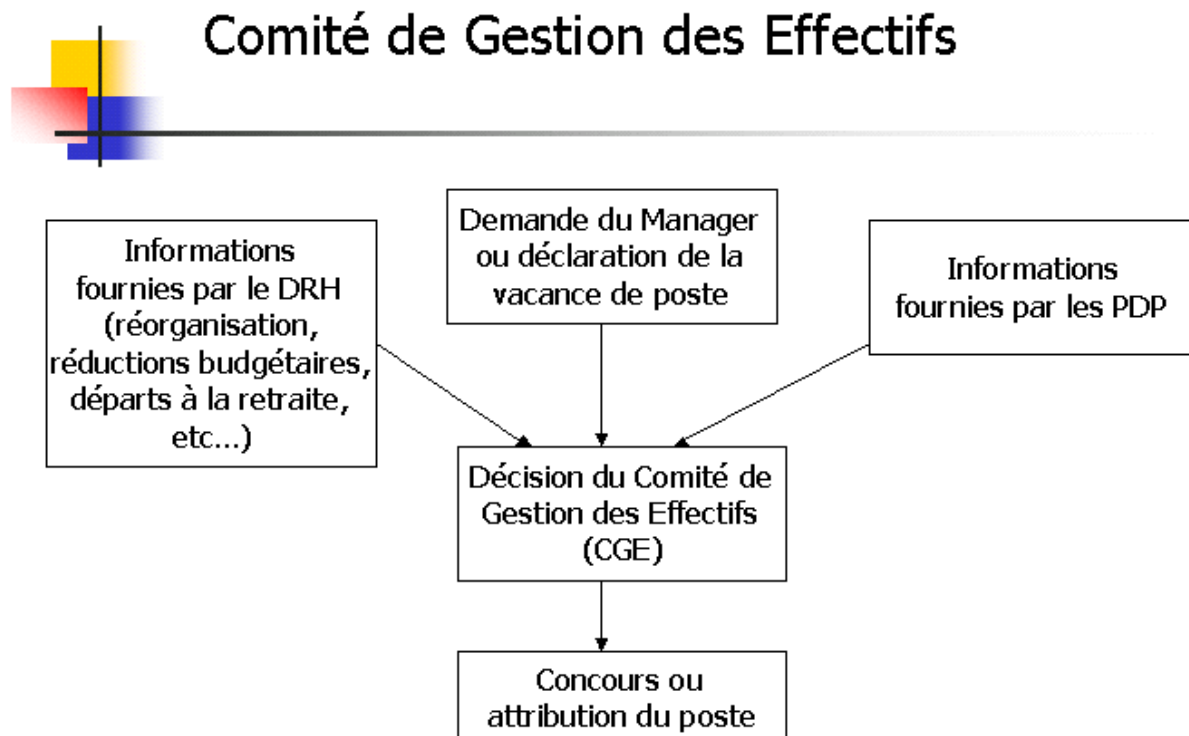 Comité de Gestion des Effectifs
Informations
fournies par le DRH
(réorganisation,
réductions budgétaires,
départs à la retraite,
etc...)
Demande du Manager
ou déclaration de la
vacance de poste
Informations
fournies par les PDP
Décision du Comité de
Gestion des Effectifs
(CGE)
Concours ou
attribution du poste